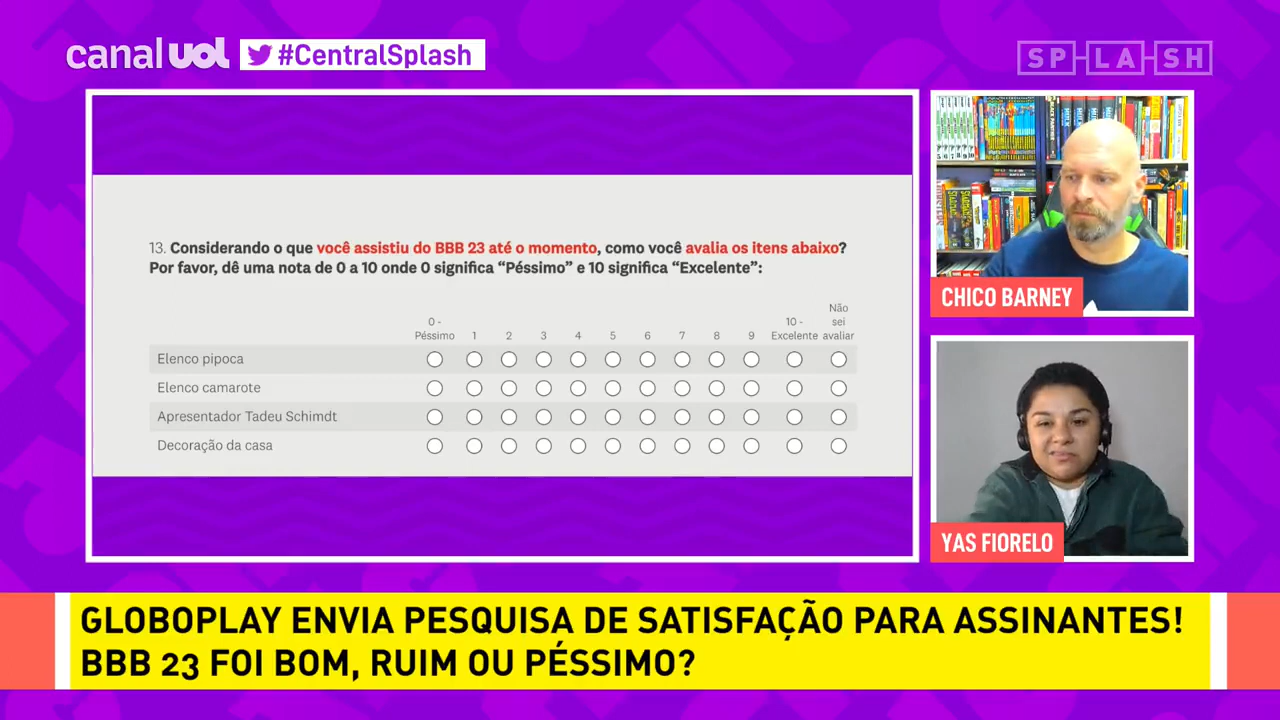 canal UOL
#CentralSplash
SPLASH
13. Considerando o que você assistiu do BBB 23 até o momento, como você avalia os itens abaixo?
Por favor, dê uma nota de 0 a 10 onde 0 significa “Péssimo” e 10 significa “Excelente”:
0 - Péssimo 1 2 3 4 5 6 7 8 9 10 - Excelente Não sei avaliar
Elenco pipoca
Elenco camarote
Apresentador Tadeu Schimdt
Decoração da casa
CHICO BARNEY
YAS FIORELO
GLOBOPLAY ENVIA PESQUISA DE SATISFAÇÃO PARA ASSINANTES!
BBB 23 FOI BOM, RUIM OU PÉSSIMO?